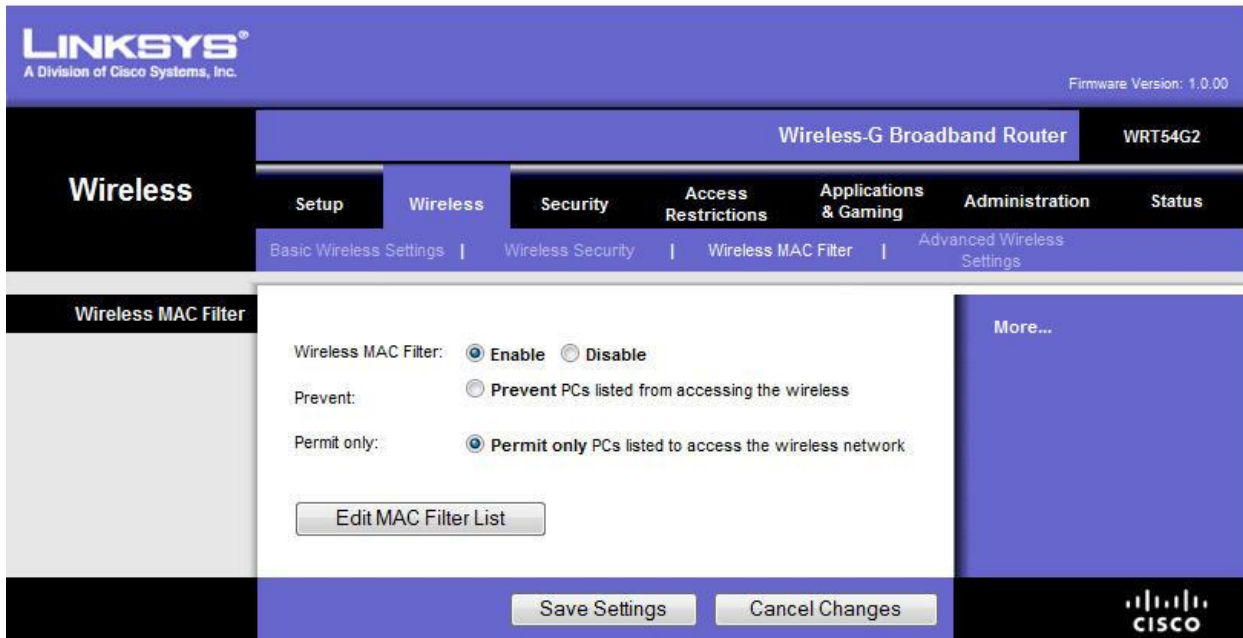 LINKSYS®
A Division of Cisco Systems, Inc.
Firmware Version: 1.0.00
Wireless-G Broadband Router
WRT54G2
Wireless
Setup
Wireless
Security
Access
Restrictions
Applications
& Gaming
Administration
Status
Basic Wireless Settings |
Wireless Security |
Wireless MAC Filter |
Advanced Wireless
Settings
Wireless MAC Filter
More...
Wireless MAC Filter: Enable Disable
Prevent: Prevent PCs listed from accessing the wireless
Permit only: Permit only PCs listed to access the wireless network
Edit MAC Filter List
Save Settings
Cancel Changes
CISCO